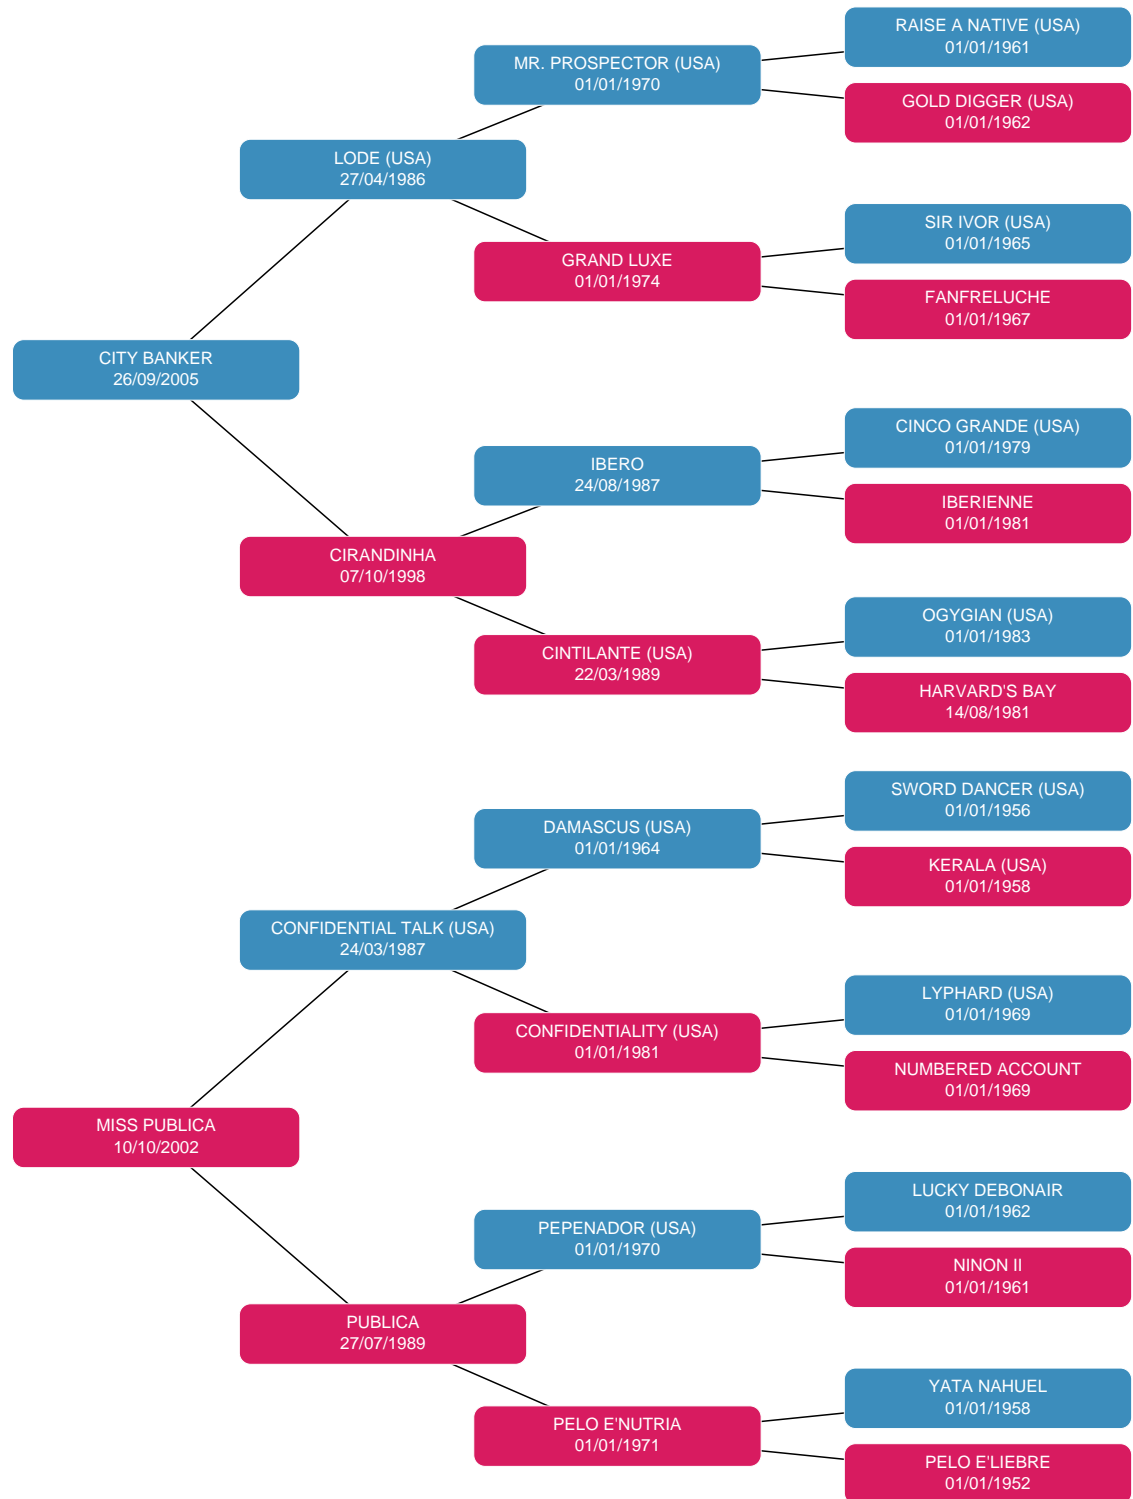 RAISE A NATIVE (USA)
01/01/1961
MR. PROSPECTOR (USA)
01/01/1970
GOLD DIGGER (USA)
01/01/1962
LODE (USA)
27/04/1986
SIR IVOR (USA)
01/01/1965
GRAND LUXE
01/01/1974
FANFRELUCHE
01/01/1967
CITY BANKER
26/09/2005
CINCO GRANDE (USA)
01/01/1979
IBERO
24/08/1987
IBERIENNE
01/01/1981
CIRANDINHA
07/10/1998
OGYGIAN (USA)
01/01/1983
CINTILANTE (USA)
22/03/1989
HARVARD'S BAY
14/08/1981
SWORD DANCER (USA)
01/01/1956
DAMASCUS (USA)
01/01/1964
KERALA (USA)
01/01/1958
CONFIDENTIAL TALK (USA)
24/03/1987
LYPHARD (USA)
01/01/1969
CONFIDENTIALITY (USA)
01/01/1981
NUMBERED ACCOUNT
01/01/1969
MISS PUBLICA
10/10/2002
LUCKY DEBONAIR
01/01/1962
PEPENADOR (USA)
01/01/1970
NINON II
01/01/1961
PUBLICA
27/07/1989
YATA NAHUEL
01/01/1958
PELO E'NUTRIA
01/01/1971
PELO E'LIEBRE
01/01/1952